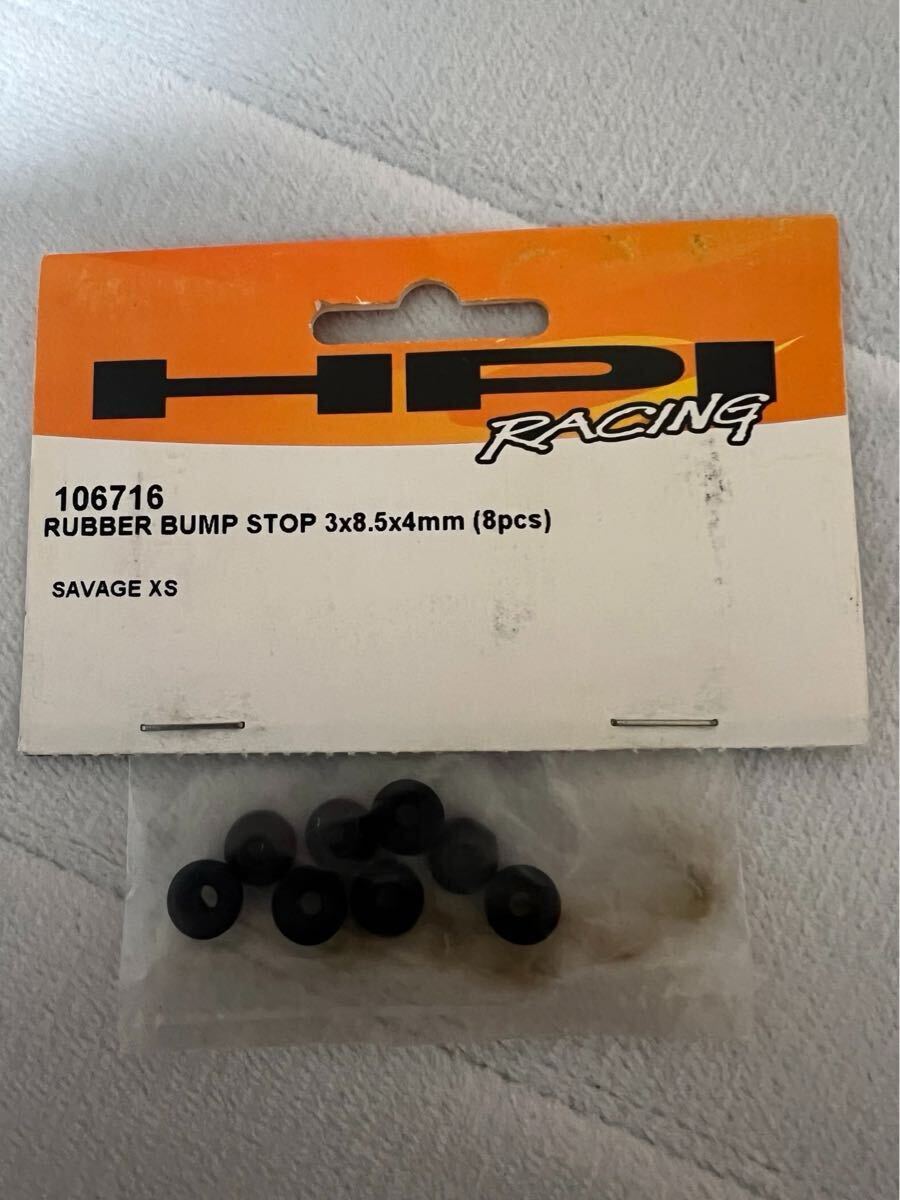 HPI
RACING
106716
RUBBER BUMP STOP 3x8.5x4mm (8pcs)
SAVAGE XS